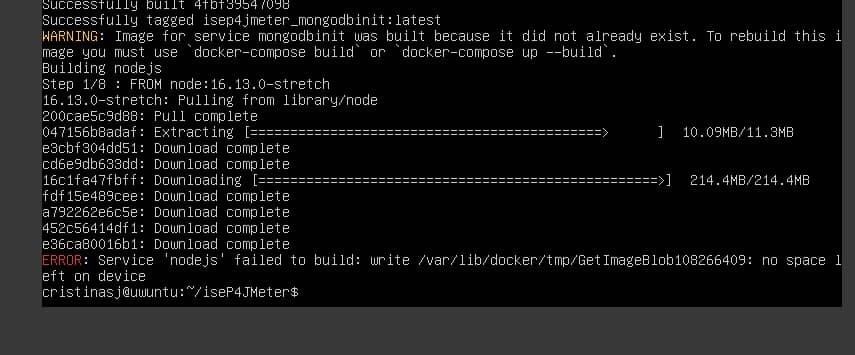 Successfully built 4fbf39547098
Successfully tagged isep4jmeter_mongodbinit:latest
WARNING: Image for service mongodbinit was built because it did not already exist. To rebuild this i
mage you must use `docker-compose build` or `docker-compose up --build`.
Building nodejs
Step 1/8 : FROM node:16.13.0-stretch
16.13.0-stretch: Pulling from library/node
200cae5c9d88: Pull complete
047156b8adaf: Extracting [============================================>      ]  10.09MB/11.3MB
e3cbf304dd51: Download complete
cd6e9db633dd: Download complete
16c1fa47fbff: Downloading [==================================================>]  214.4MB/214.4MB
fdf15e489cee: Download complete
a792262e6c5e: Download complete
452c56414df1: Download complete
e36ca80016b1: Download complete
ERROR: Service 'nodejs' failed to build: write /var/lib/docker/tmp/GetImageBlob108266409: no space l
eft on device
cristinasj@uwuntu:~/iseP4JMeter$